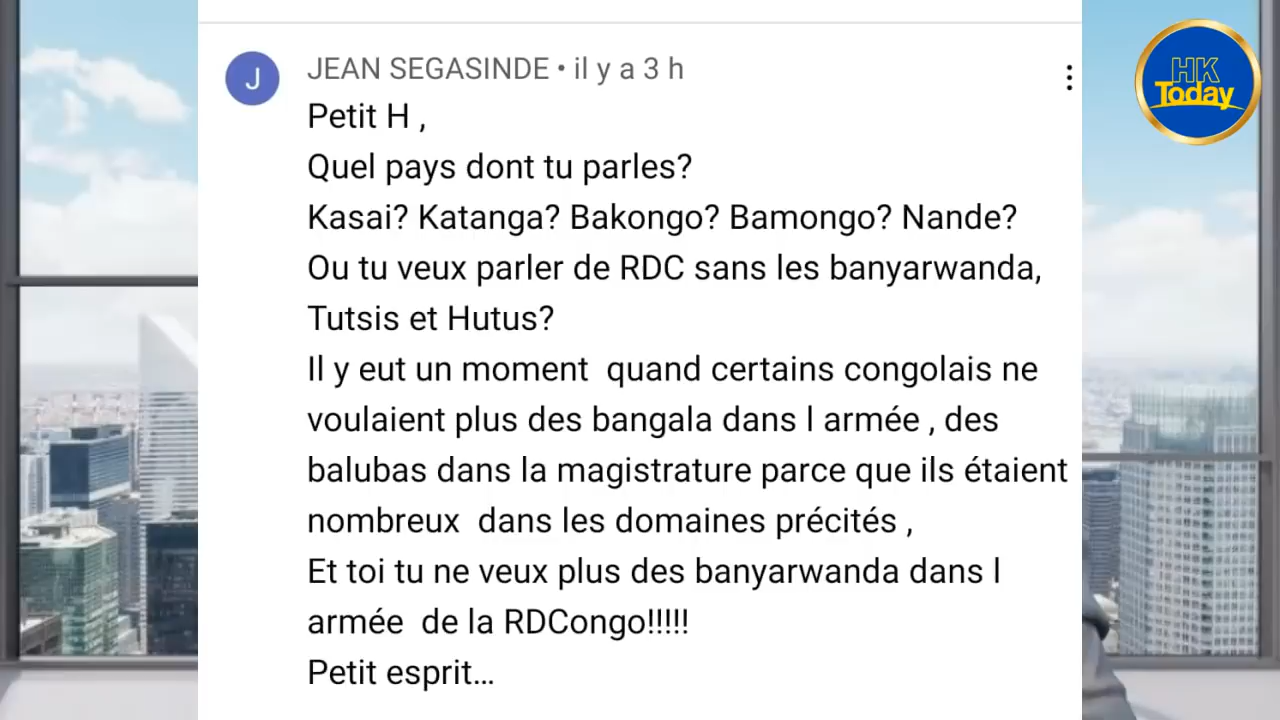 JEAN SEGASINDE • il y a 3 h
J
Petit H ,
Quel pays dont tu parles?
Kasai? Katanga? Bakongo? Bamongo? Nande?
Ou tu veux parler de RDC sans les banyarwanda,
Tutsis et Hutus?
Il y eut un moment  quand certains congolais ne
voulaient plus des bangala dans l armée , des
balubas dans la magistrature parce que ils étaient
nombreux  dans les domaines précités ,
Et toi tu ne veux plus des banyarwanda dans l
armée  de la RDCongo!!!!!
Petit esprit...
HK
Today